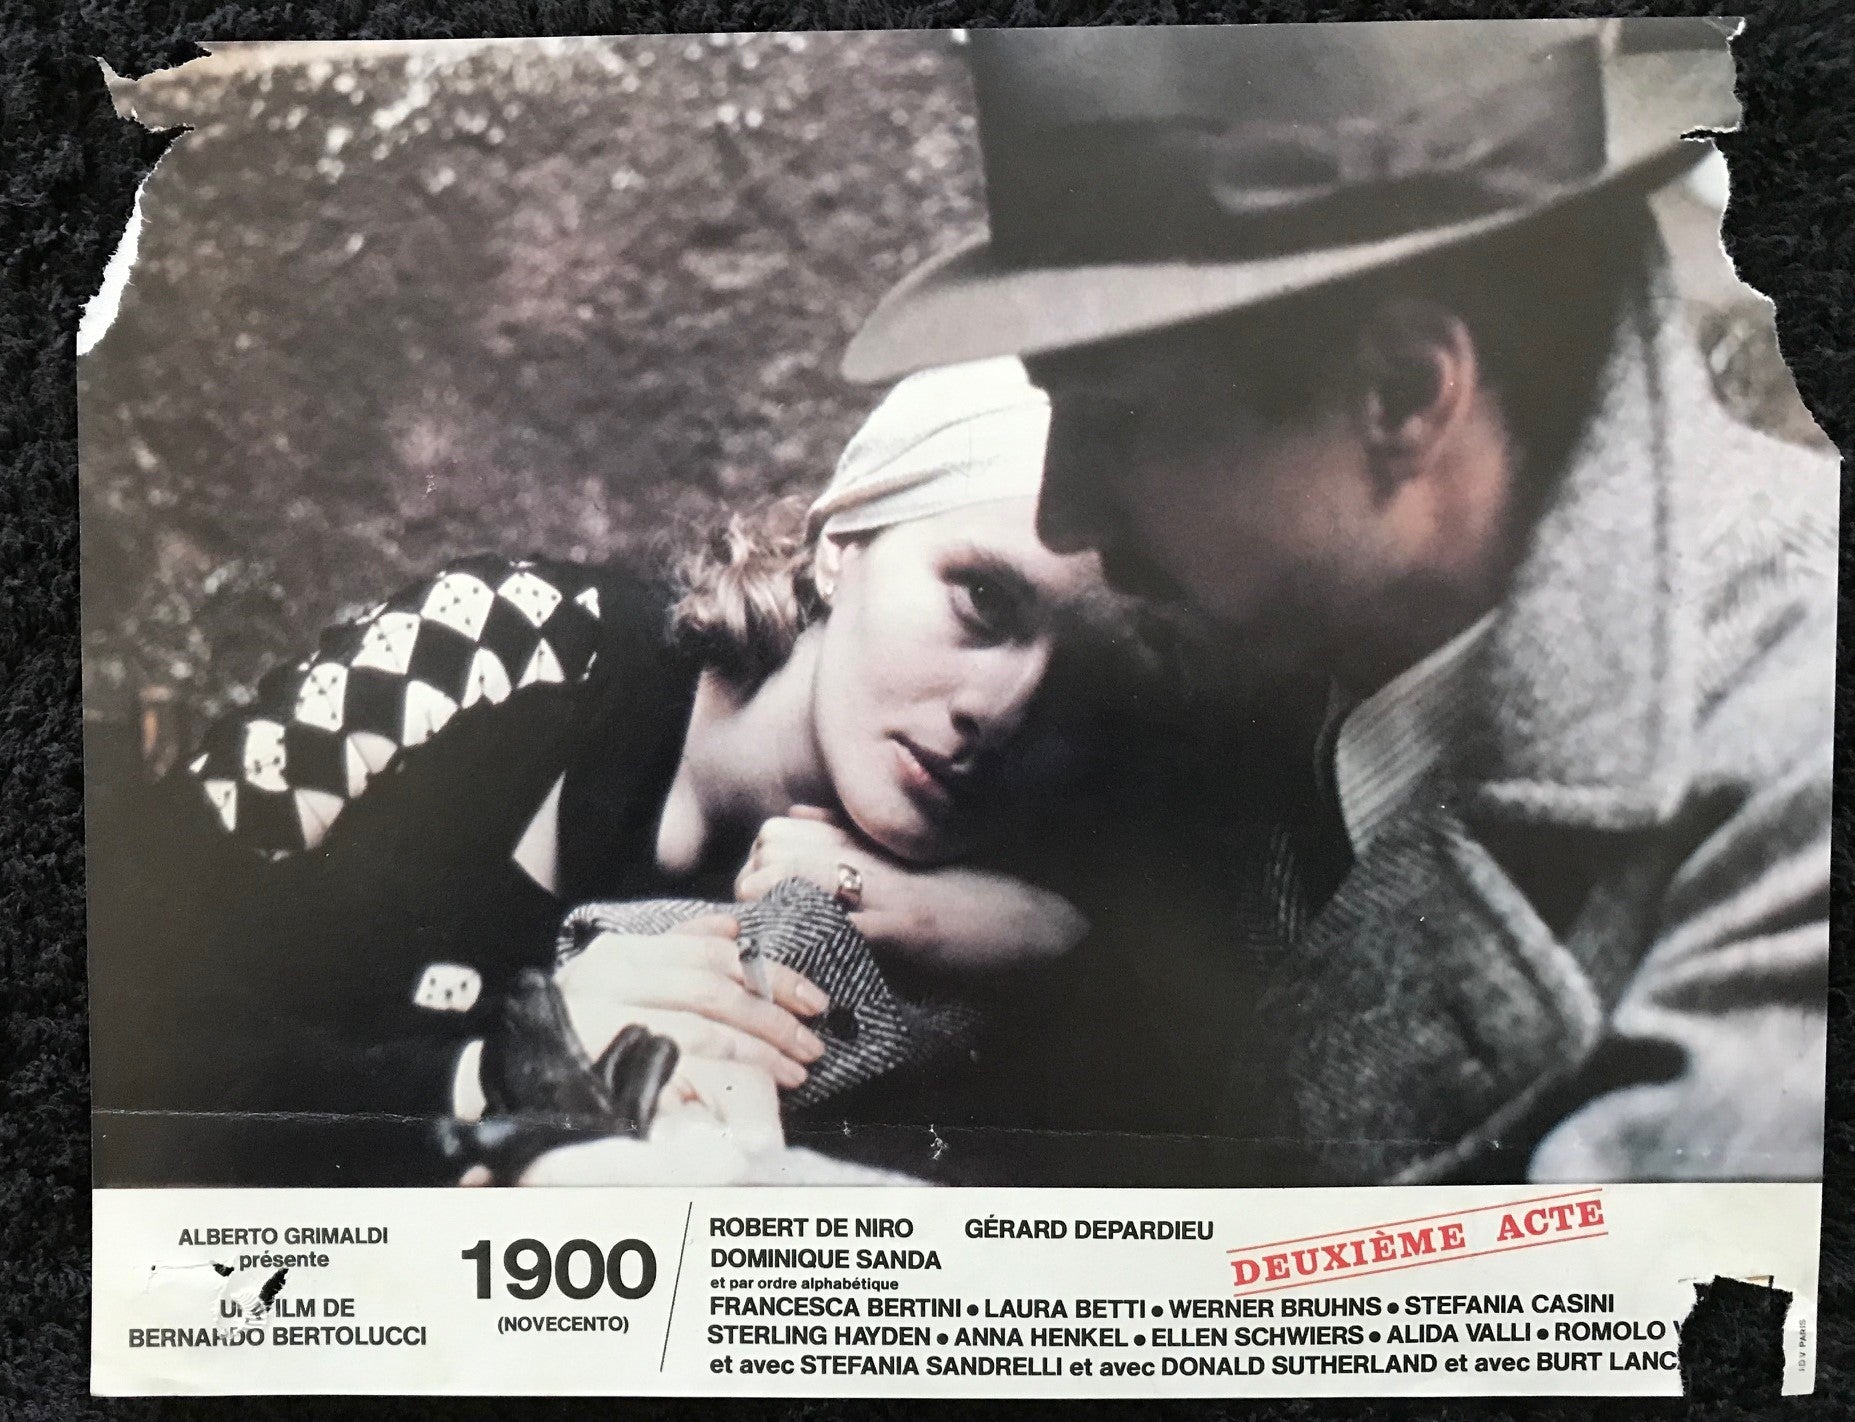 ALBERTO GRIMALDI
présente
DE
BERNARDO BERTOLUCCI
1900
(NOVECENTO)
ROBERT DE NIRO GÉRARD DEPARDIEU
DOMINIQUE SANDA
et par ordre alphabétique
FRANCESCA BERTINI • LAURA BETTI • WERNER BRUHNS • STEFANIA CASINI
STERLING HAYDEN • ANNA HENKEL • ELLEN SCHWIERS • ALIDA VALLI • ROMOLO
et avec STEFANIA SANDRELLI et avec DONALD SUTHERLAND et avec BURT
DEUXIÈME ACTE
PARIS